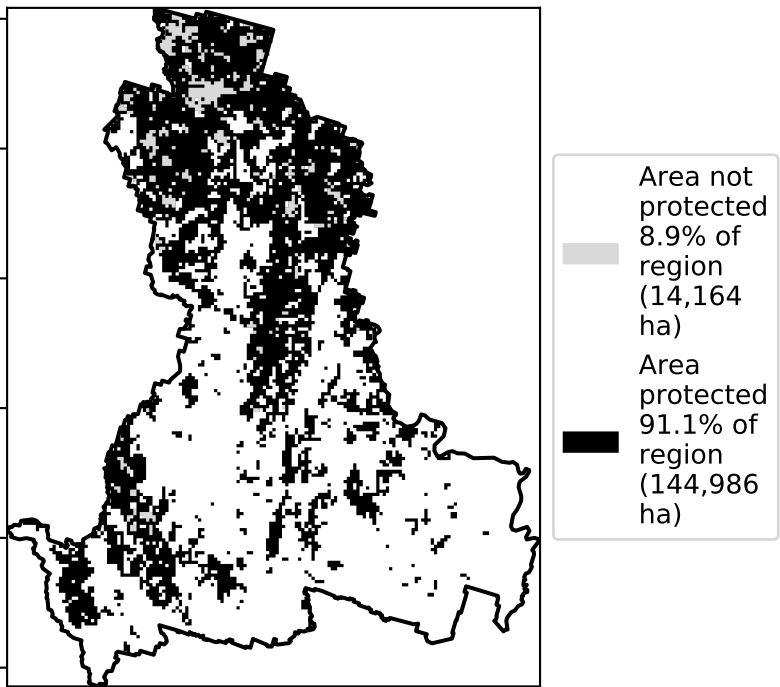 Area not
protected
8.9% of
region
(14,164
ha)
Area
protected
91.1% of
region
(144,986
ha)